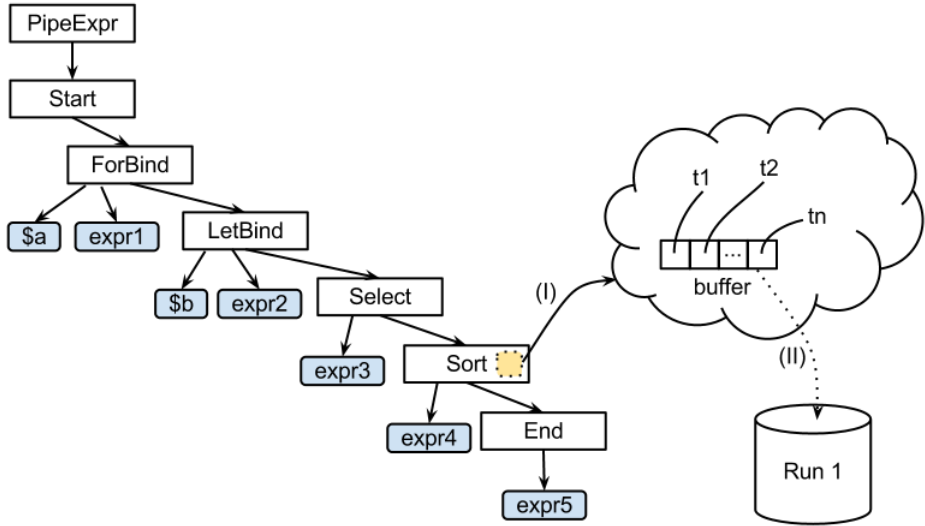 PipeExpr
Start
ForBind
$a
expr1
LetBind
$b
expr2
Select
expr3
Sort
expr4
End
expr5
(I)
t1
t2
tn
...
buffer
(II)
Run 1